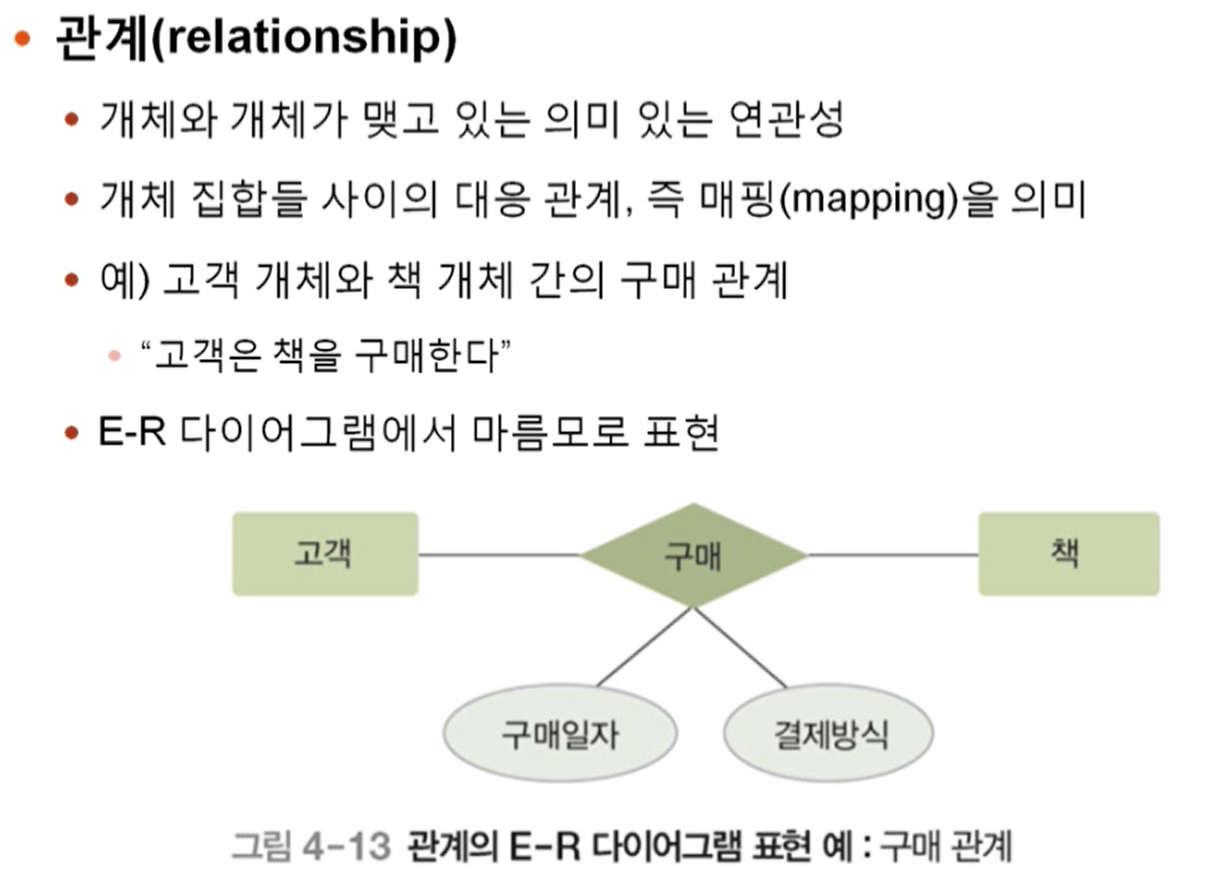 • 관계(relationship)
• 개체와 개체가 맺고 있는 의미 있는 연관성
• 개체 집합들 사이의 대응 관계, 즉 매핑(mapping)을 의미
• 예) 고객 개체와 책 개체 간의 구매 관계
• “고객은 책을 구매한다”
• E-R 다이어그램에서 마름모로 표현
고객 구매 책
구매일자 결제방식
그림 4-13 관계의 E-R 다이어그램 표현 예 : 구매 관계